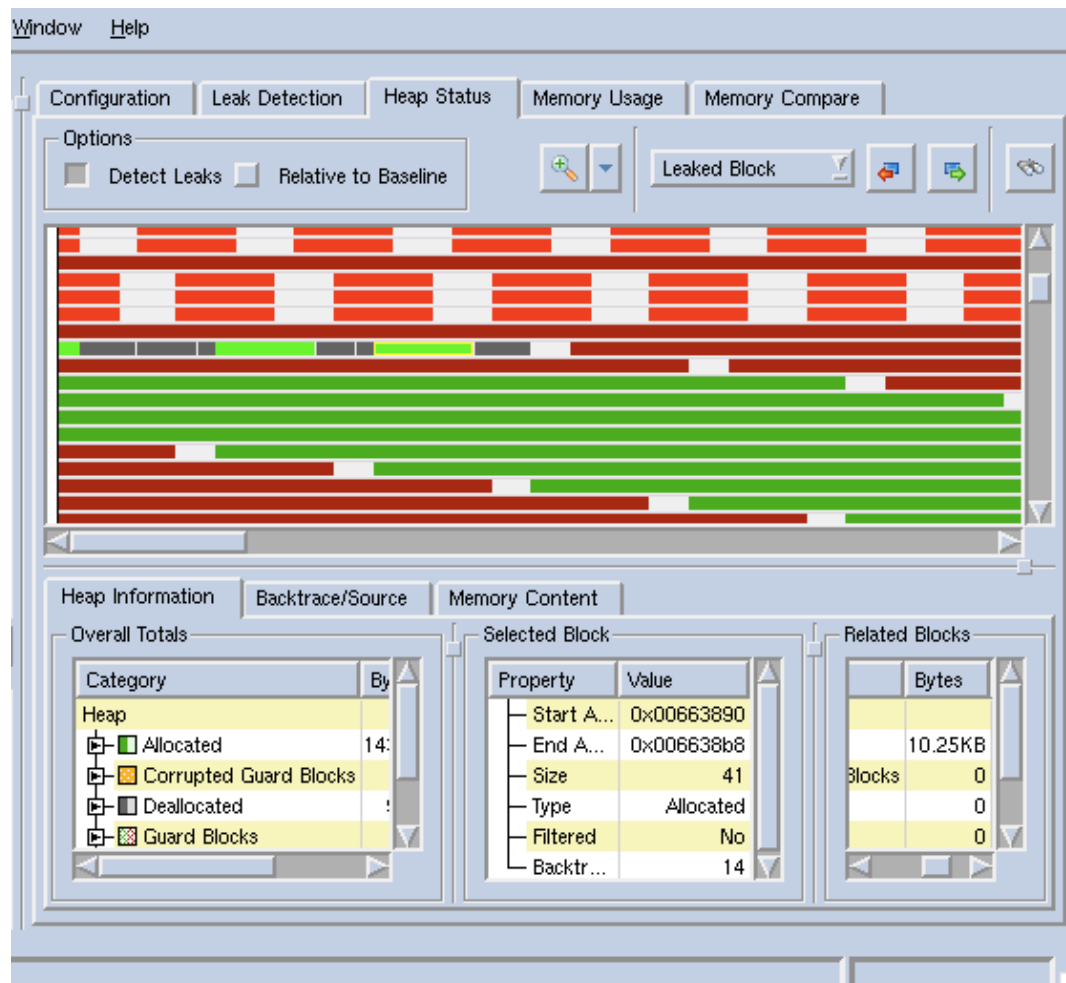 Window Help
Configuration Leak Detection Heap Status Memory Usage Memory Compare
Options
Detect Leaks Relative to Baseline
Leaked Block
Heap Information Backtrace/Source Memory Content
Overall Totals
Category By
Heap
Allocated 14
Corrupted Guard Blocks
Deallocated
Guard Blocks
Selected Block
Property Value
Start A... 0x00663890
End A... 0x006638b8
Size 41
Type Allocated
Filtered No
Backtr... 14
Related Blocks
Bytes
10.25KB
Blocks 0
0
0